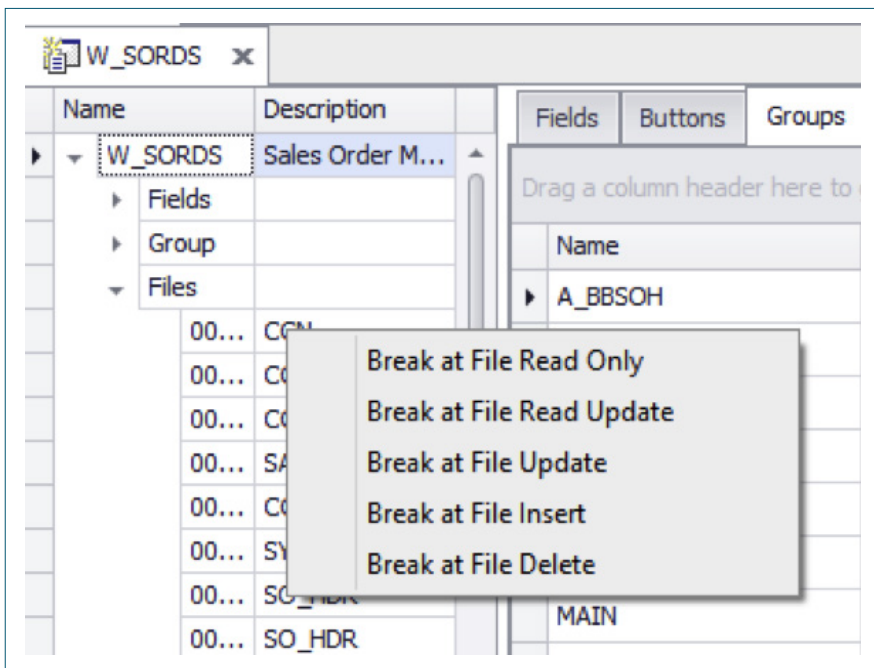 W_SORDS
Name Description
W_SORDS Sales Order M...
Fields
Group
Files
00...
00...
00...
00...
00...
00...
00...
00... SO_HDR
Break at File Read Only
Break at File Read Update
Break at File Update
Break at File Insert
Break at File Delete
Fields Buttons Groups
Drag a column header here to
Name
A_BBSOH
MAIN